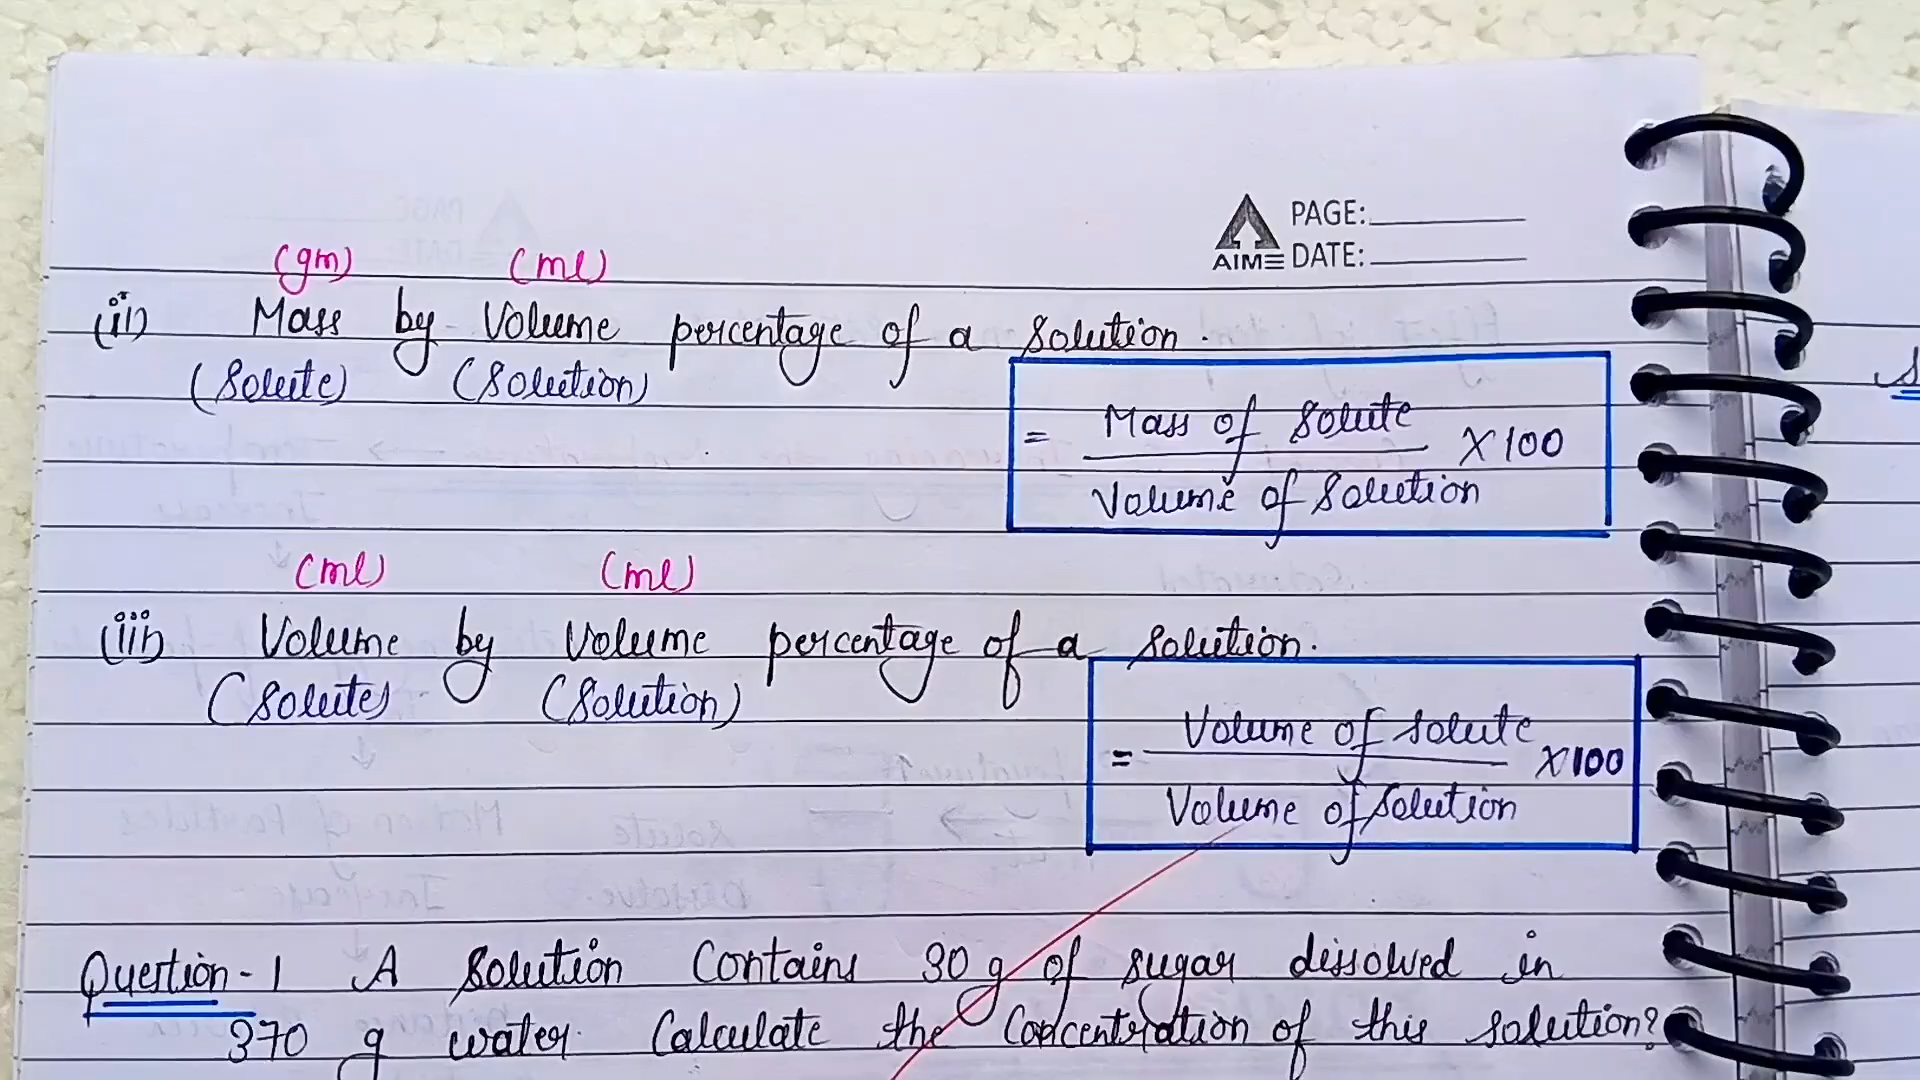 PAGE:
AIM DATE:
(gm) (ml)
(ii) Mass by Volume percentage of a solution.
(Solute) (Solution)
= Mass of Solute X 100
Volume of Solution
(ml) (ml)
(iii) Volume by Volume percentage of a solution.
(Solute) (Solution)
= Volume of solute X 100
Volume of solution
Question-1 A solution contains 30 g of sugar dissolved in
370 g water. Calculate the concentration of this solution?